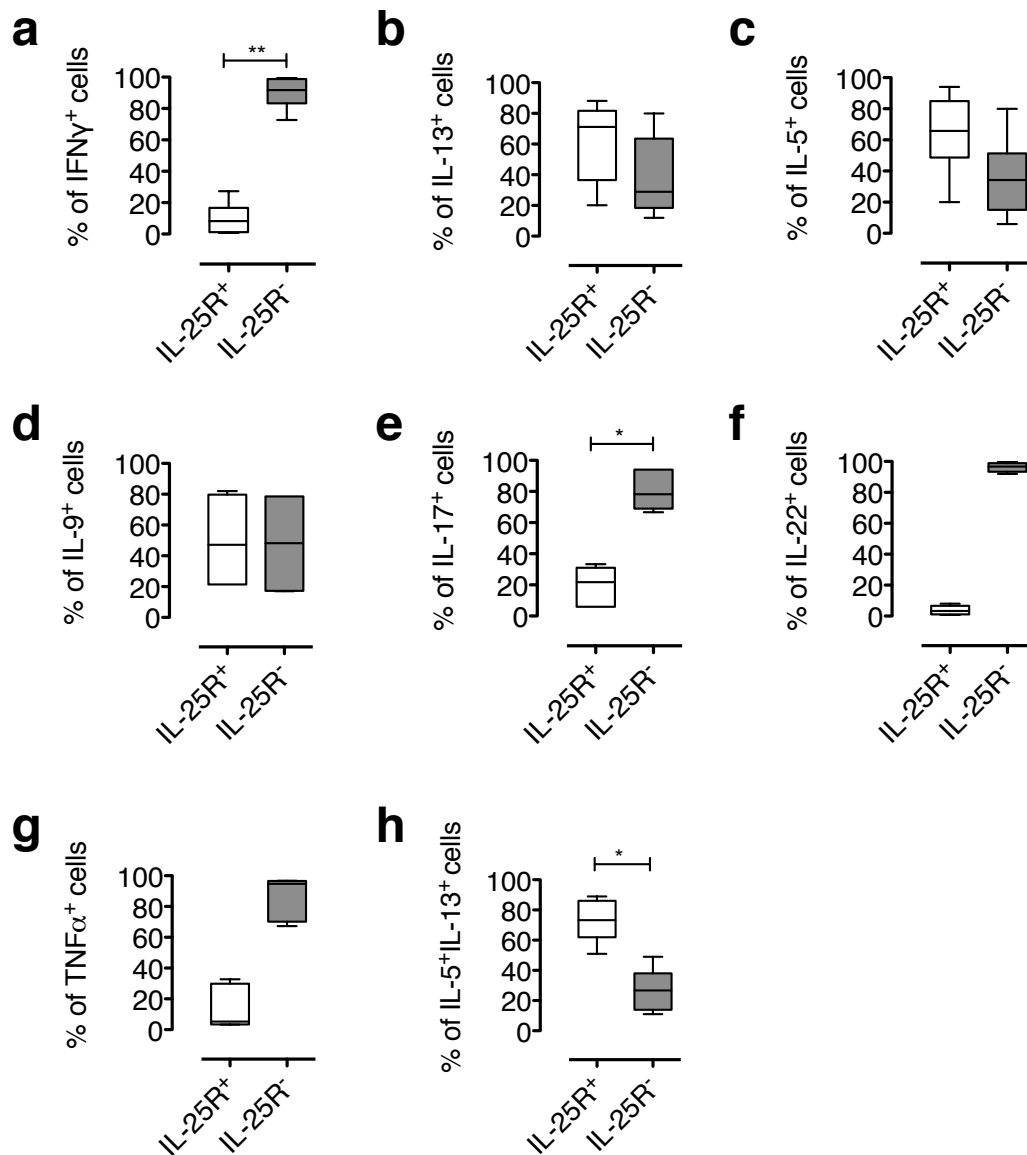 a
% of IFNγ⁺ cells
**
100
80
60
40
20
0
IL-25R⁺
IL-25R⁻
b
% of IL-13⁺ cells
100
80
60
40
20
0
IL-25R⁺
IL-25R⁻
c
% of IL-5⁺ cells
100
80
60
40
20
0
IL-25R⁺
IL-25R⁻
d
% of IL-9⁺ cells
100
80
60
40
20
0
IL-25R⁺
IL-25R⁻
e
% of IL-17⁺ cells
*
100
80
60
40
20
0
IL-25R⁺
IL-25R⁻
f
% of IL-22⁺ cells
100
80
60
40
20
0
IL-25R⁺
IL-25R⁻
g
% of TNFα⁺ cells
100
80
60
40
20
0
IL-25R⁺
IL-25R⁻
h
% of IL-5⁺IL-13⁺ cells
*
100
80
60
40
20
0
IL-25R⁺
IL-25R⁻